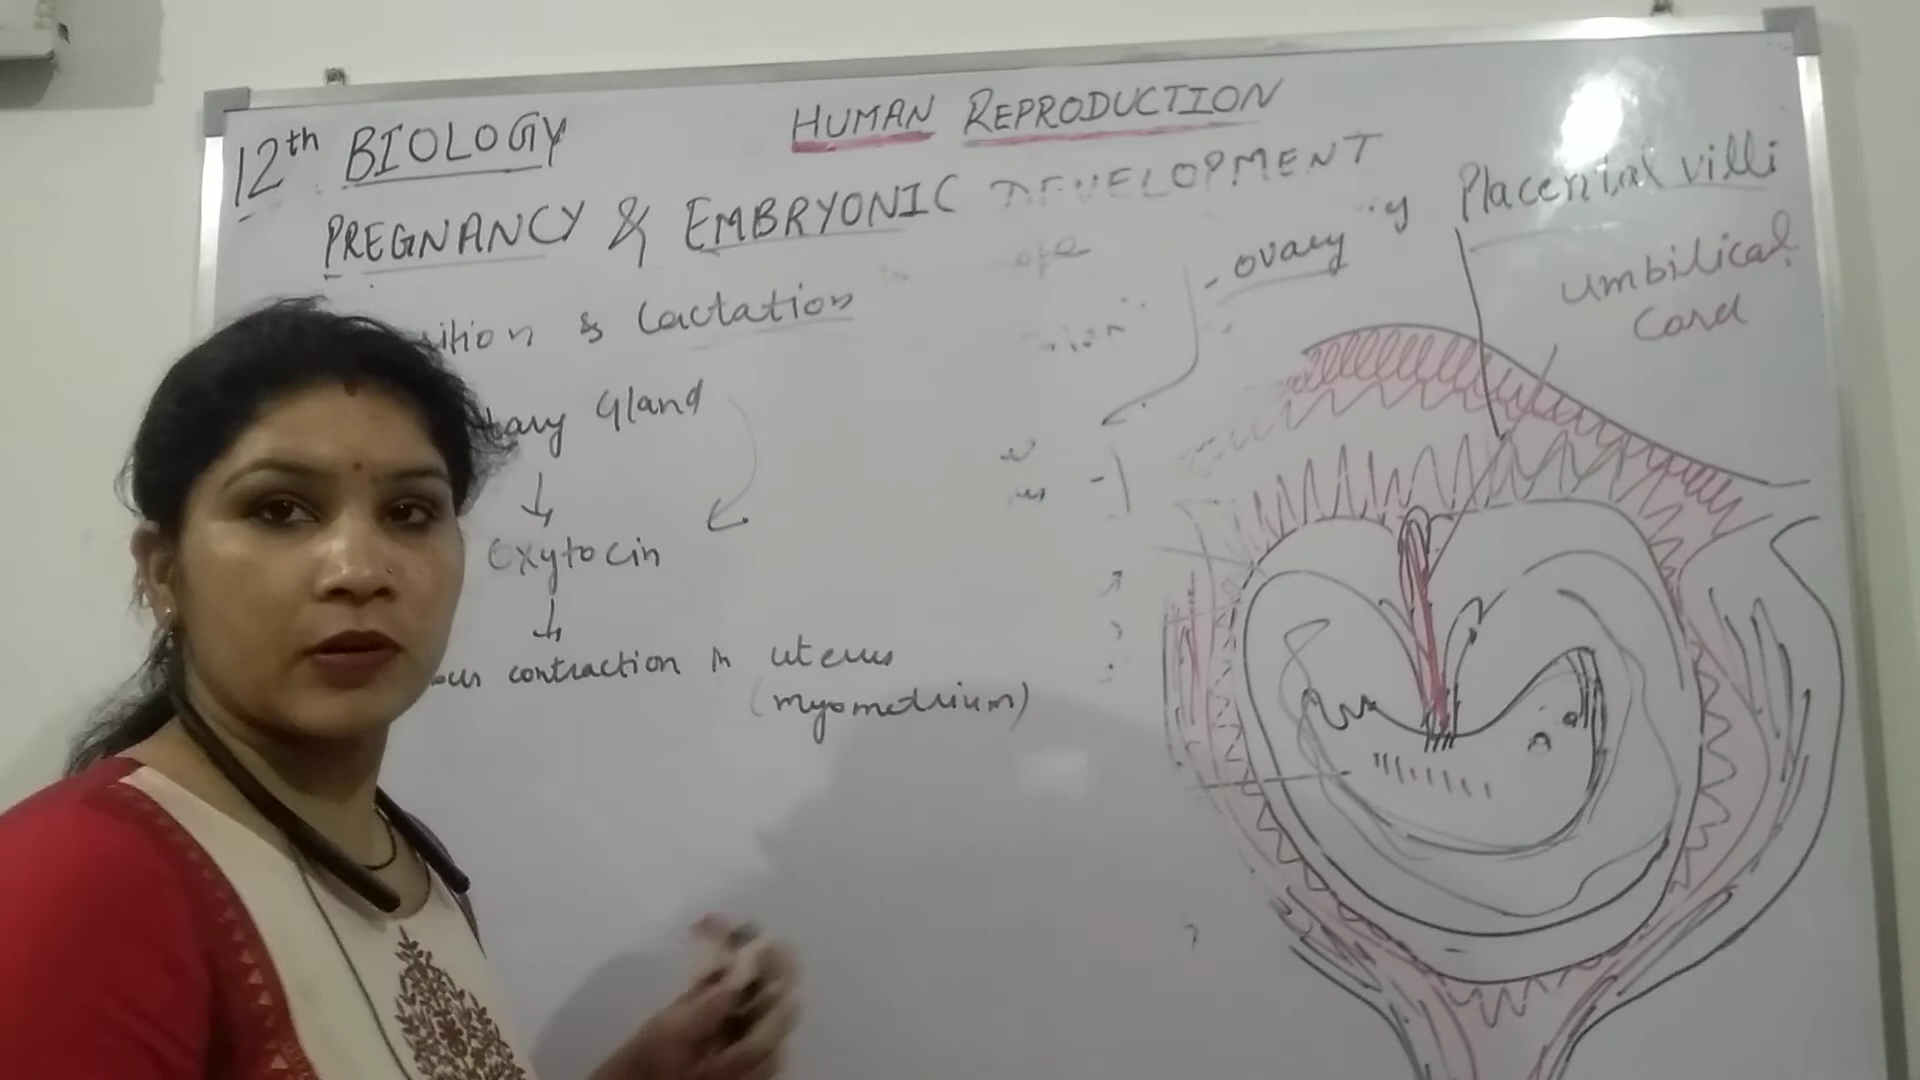 12th BIOLOGY
HUMAN REPRODUCTION
PREGNANCY & EMBRYONIC DEVELOPMENT
& Lactation
Gland
Oxytocin
contraction in uterus
(myometrium)
- ovary
Placental villi
umbilical
cord